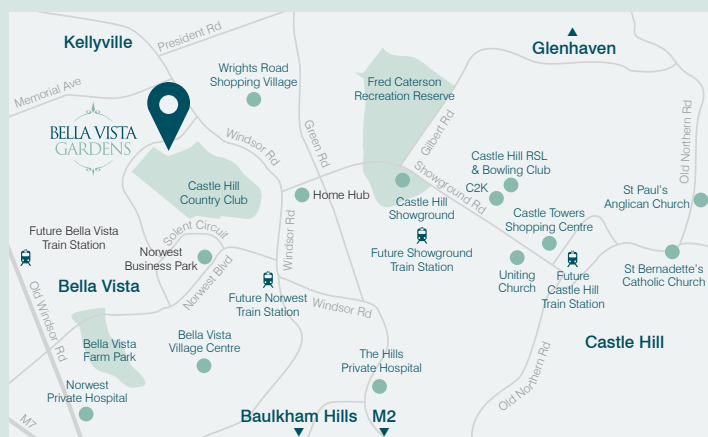 Kellyville
President Rd
Glenhaven
Wrights Road
Shopping Village
Memorial Ave
Fred Caterson
Recreation Reserve
BELLA VISTA
GARDENS
Windsor Rd
Green Rd
Gilbert Rd
Old Northern Rd
Castle Hill RSL
& Bowling Club
Showground Rd
C2K
Castle Hill
Country Club
Home Hub
Castle Hill
Showground
St Paul's
Anglican Church
Castle Towers
Shopping Centre
Future Bella Vista
Train Station
Solent Circuit
Windsor Rd
Norwest
Business Park
Future Showground
Train Station
Uniting
Church
Future
Castle Hill
Train Station
St Bernadette's
Catholic Church
Bella Vista
Norwest Blvd
Future Norwest
Train Station
Windsor Rd
Old Windsor Rd
Bella Vista
Farm Park
Bella Vista
Village Centre
Castle Hill
The Hills
Private Hospital
Old Northern Rd
Norwest
Private Hospital
M7
Baulkham Hills
M2